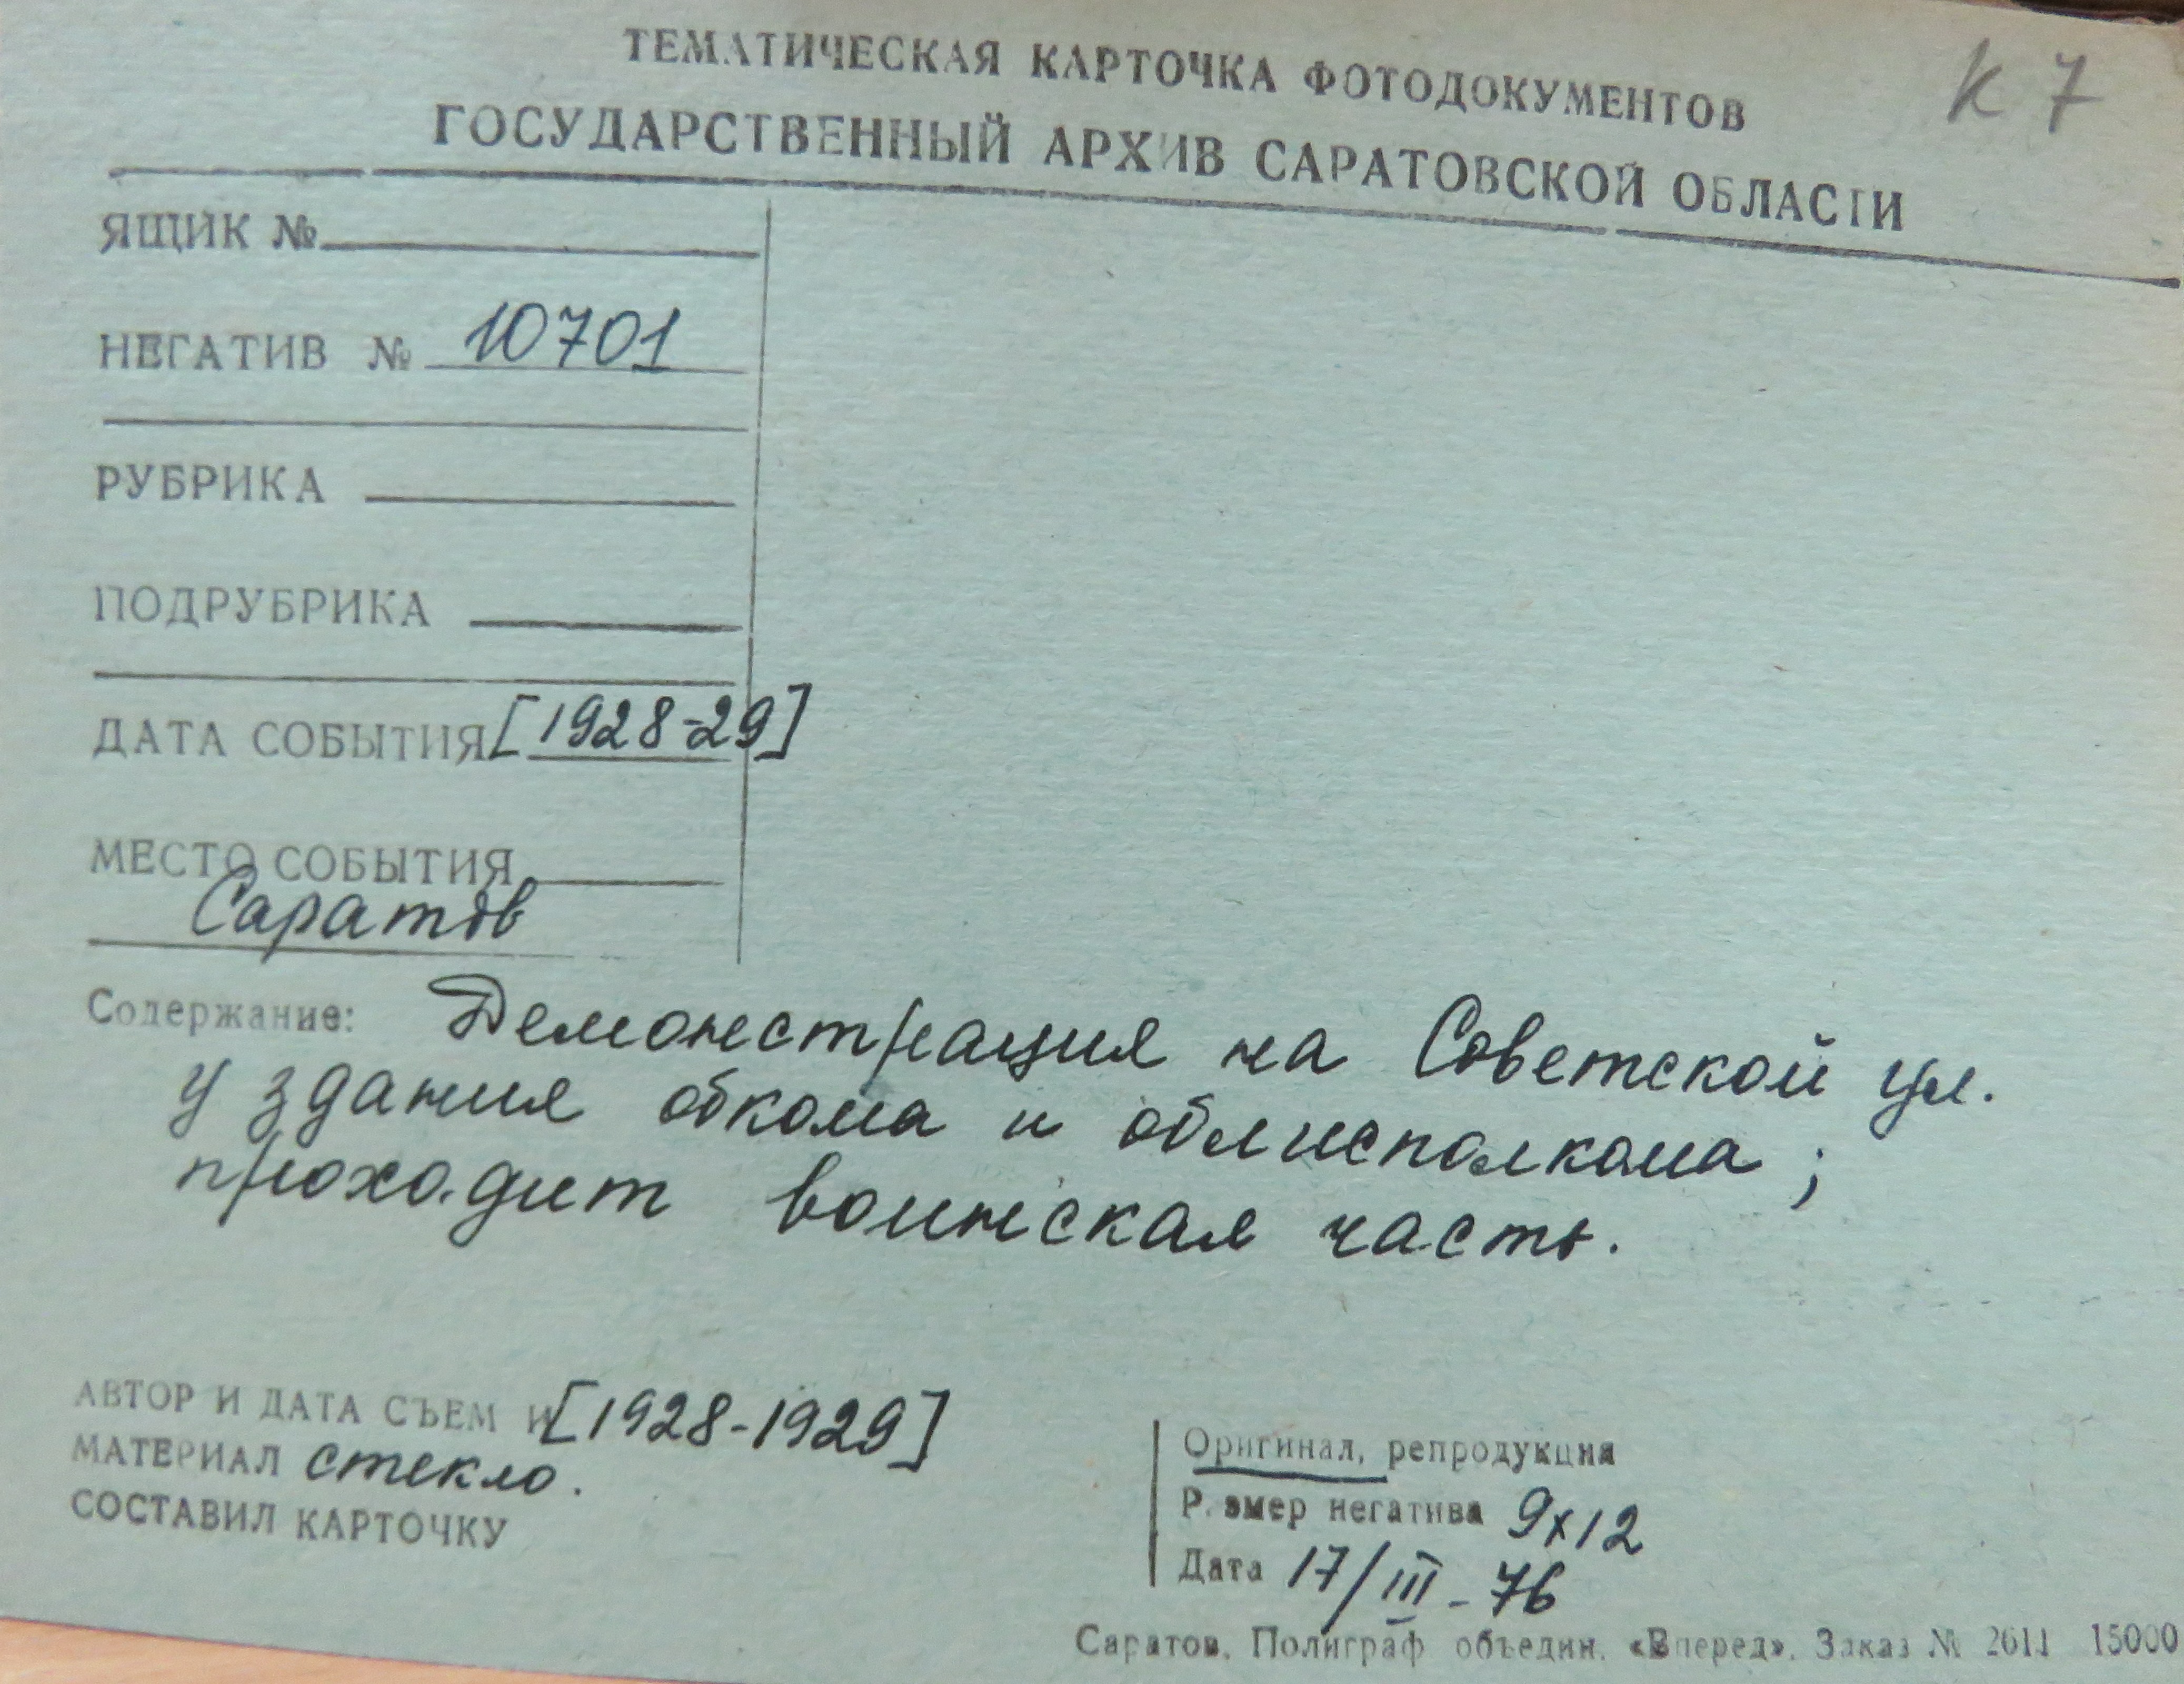 К 7
ТЕМАТИЧЕСКАЯ КАРТОЧКА ФОТОДОКУМЕНТОВ
ГОСУДАРСТВЕННЫЙ АРХИВ САРАТОВСКОЙ ОБЛАСТИ
ЯЩИК №
НЕГАТИВ № 10701
РУБРИКА
ПОДРУБРИКА
ДАТА СОБЫТИЯ [1928-29]
МЕСТО СОБЫТИЯ
Саратов
Содержание: Демонстрация на Советской ул.
у здания обкома и облисполкома;
проходит воинская часть.
АВТОР И ДАТА СЪЕМ И [1928-1929]
МАТЕРИАЛ стекло.
СОСТАВИЛ КАРТОЧКУ
Оригинал, репродукция
Размер негатива 9х12
Дата 17/III-76
Саратов. Полиграф объедин. «Вперед». Заказ № 2611 15000